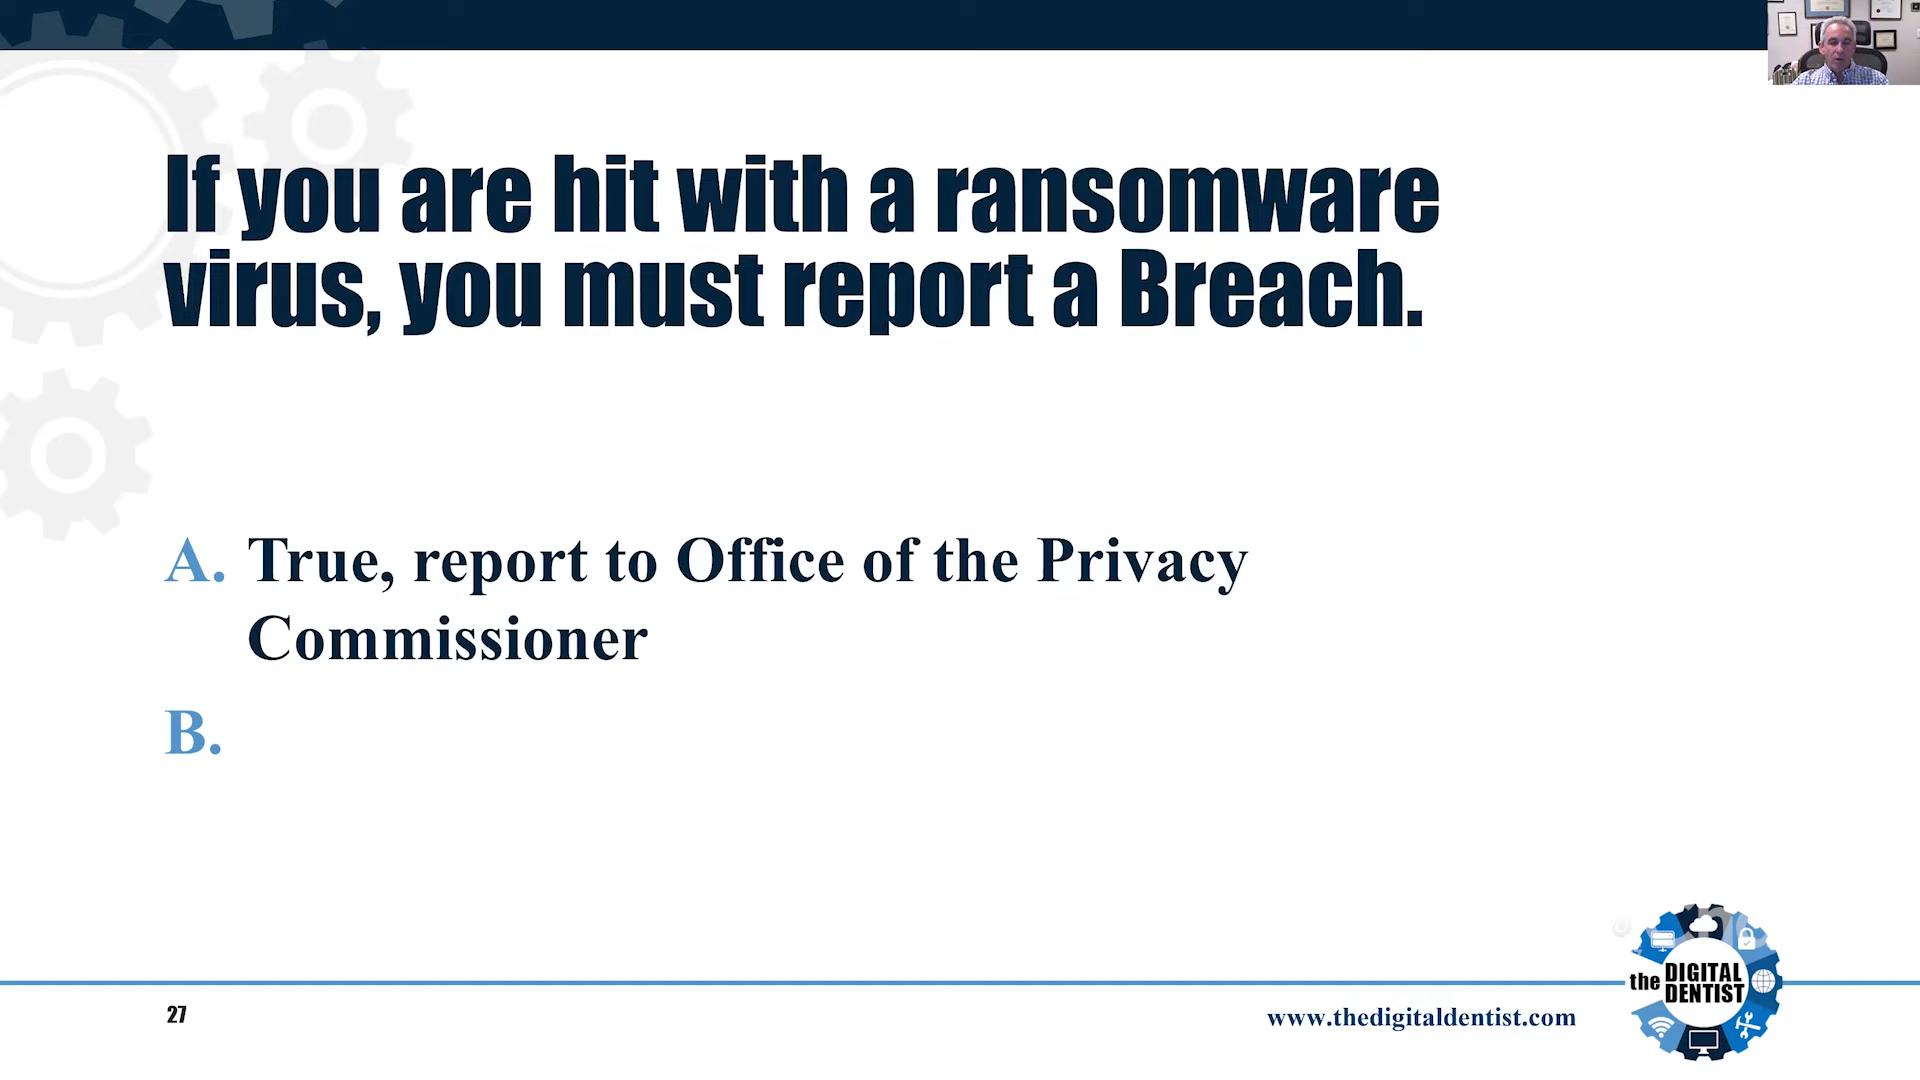 If you are hit with a ransomware
virus, you must report a Breach.
A. True, report to Office of the Privacy
Commissioner
B.
27
www.thedigitaldentist.com
the DIGITAL
DENTIST